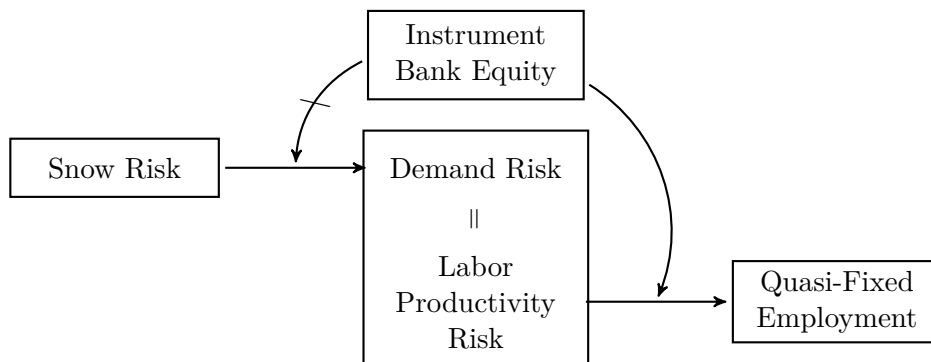 Instrument
Bank Equity
Snow Risk
Demand Risk
=
Labor
Productivity
Risk
Quasi-Fixed
Employment